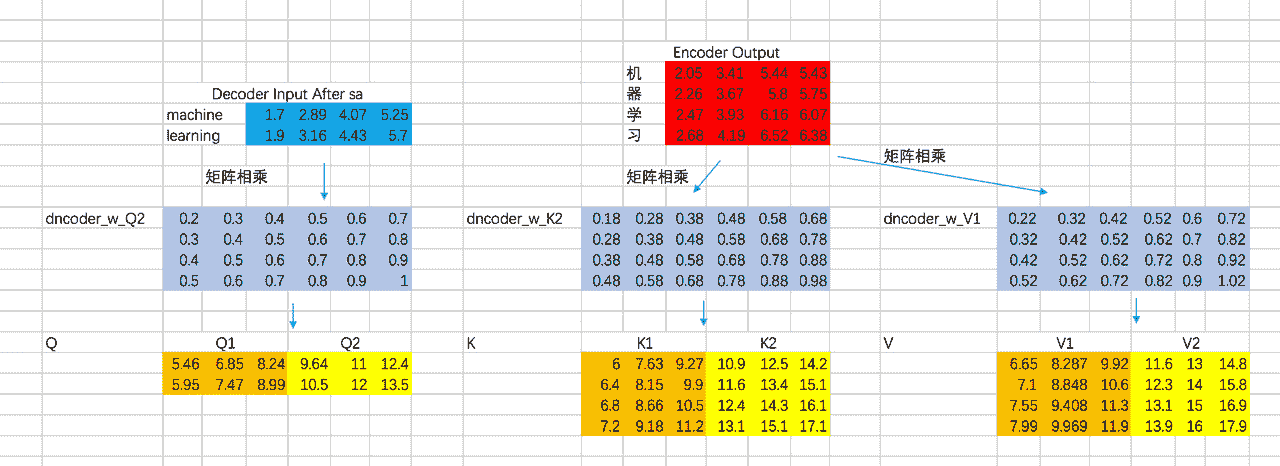 Encoder Output
机 2.05 3.41 5.44 5.43
器 2.26 3.67 5.8 5.75
学 2.47 3.93 6.16 6.07
习 2.68 4.19 6.52 6.38
Decoder Input After sa
machine 1.7 2.89 4.07 5.25
learning 1.9 3.16 4.43 5.7
矩阵相乘
矩阵相乘
矩阵相乘
dncoder_w_Q2 0.2 0.3 0.4 0.5 0.6 0.7
0.3 0.4 0.5 0.6 0.7 0.8
0.4 0.5 0.6 0.7 0.8 0.9
0.5 0.6 0.7 0.8 0.9 1
dncoder_w_K2 0.18 0.28 0.38 0.48 0.58 0.68
0.28 0.38 0.48 0.58 0.68 0.78
0.38 0.48 0.58 0.68 0.78 0.88
0.48 0.58 0.68 0.78 0.88 0.98
dncoder_w_V1 0.22 0.32 0.42 0.52 0.6 0.72
0.32 0.42 0.52 0.62 0.7 0.82
0.42 0.52 0.62 0.72 0.8 0.92
0.52 0.62 0.72 0.82 0.9 1.02
Q Q1 Q2
5.46 6.85 8.24 9.64 11 12.4
5.95 7.47 8.99 10.5 12 13.5
K K1 K2
6 7.63 9.27 10.9 12.5 14.2
6.4 8.15 9.9 11.6 13.4 15.1
6.8 8.66 10.5 12.4 14.3 16.1
7.2 9.18 11.2 13.1 15.1 17.1
V V1 V2
6.65 8.287 9.92 11.6 13 14.8
7.1 8.848 10.6 12.3 14 15.8
7.55 9.408 11.3 13.1 15 16.9
7.99 9.969 11.9 13.9 16 17.9